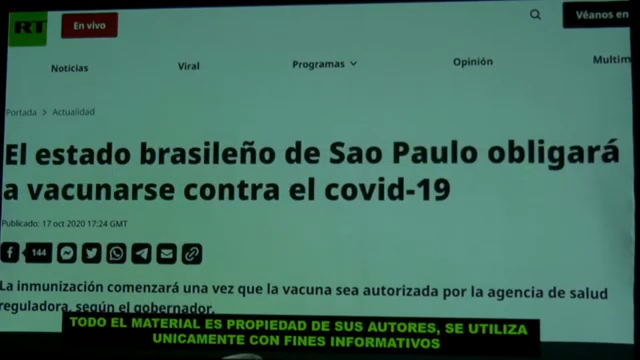 RT
En vivo
Véanos en
Noticias
Viral
Programas
Opinión
Multim
Portada > Actualidad
El estado brasileño de Sao Paulo obligará
a vacunarse contra el covid-19
Publicado: 17 oct 2020 17:24 GMT
144
La inmunización comenzará una vez que la vacuna sea autorizada por la agencia de salud
reguladora, según el gobernador.
TODO EL MATERIAL ES PROPIEDAD DE SUS AUTORES, SE UTILIZA
UNICAMENTE CON FINES INFORMATIVOS